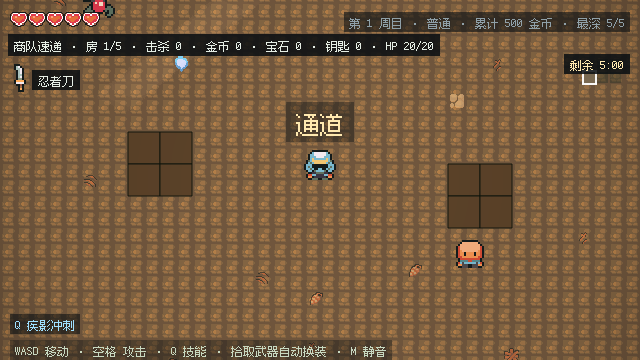 第 1 周目 · 普通 · 累计 500 金币 · 最深 5/5
商队速递 · 房 1/5 · 击杀 0 · 金币 0 · 宝石 0 · 钥匙 0 · HP 20/20
剩余 5:00
忍者刀
通道
Q 疾影冲刺
WASD 移动 · 空格 攻击 · Q 技能 · 拾取武器自动换装 · M 静音